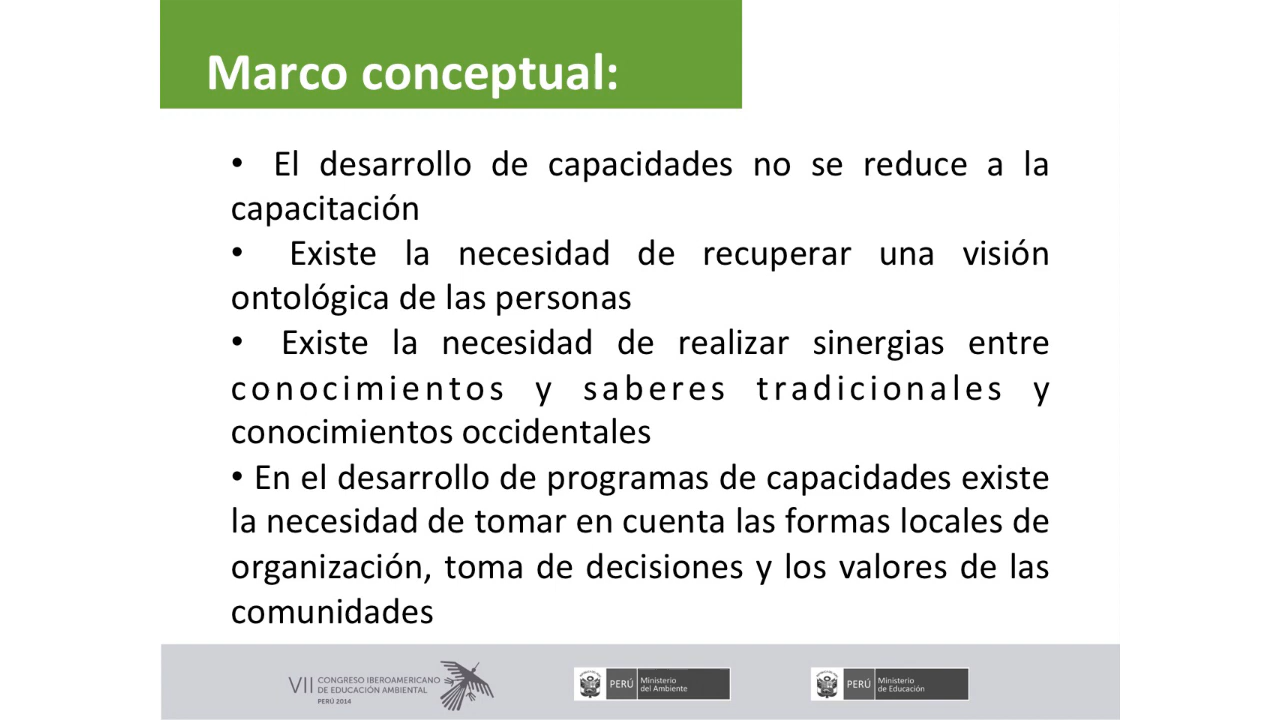 Marco conceptual:
• El desarrollo de capacidades no se reduce a la
capacitación
• Existe la necesidad de recuperar una visión
ontológica de las personas
• Existe la necesidad de realizar sinergias entre
conocimientos y saberes tradicionales y
conocimientos occidentales
• En el desarrollo de programas de capacidades existe
la necesidad de tomar en cuenta las formas locales de
organización, toma de decisiones y los valores de las
comunidades
VII CONGRESO IBEROAMERICANO
DE EDUCACIÓN AMBIENTAL
PERÚ 2014
PERÚ Ministerio
del Ambiente
PERÚ Ministerio
de Educación